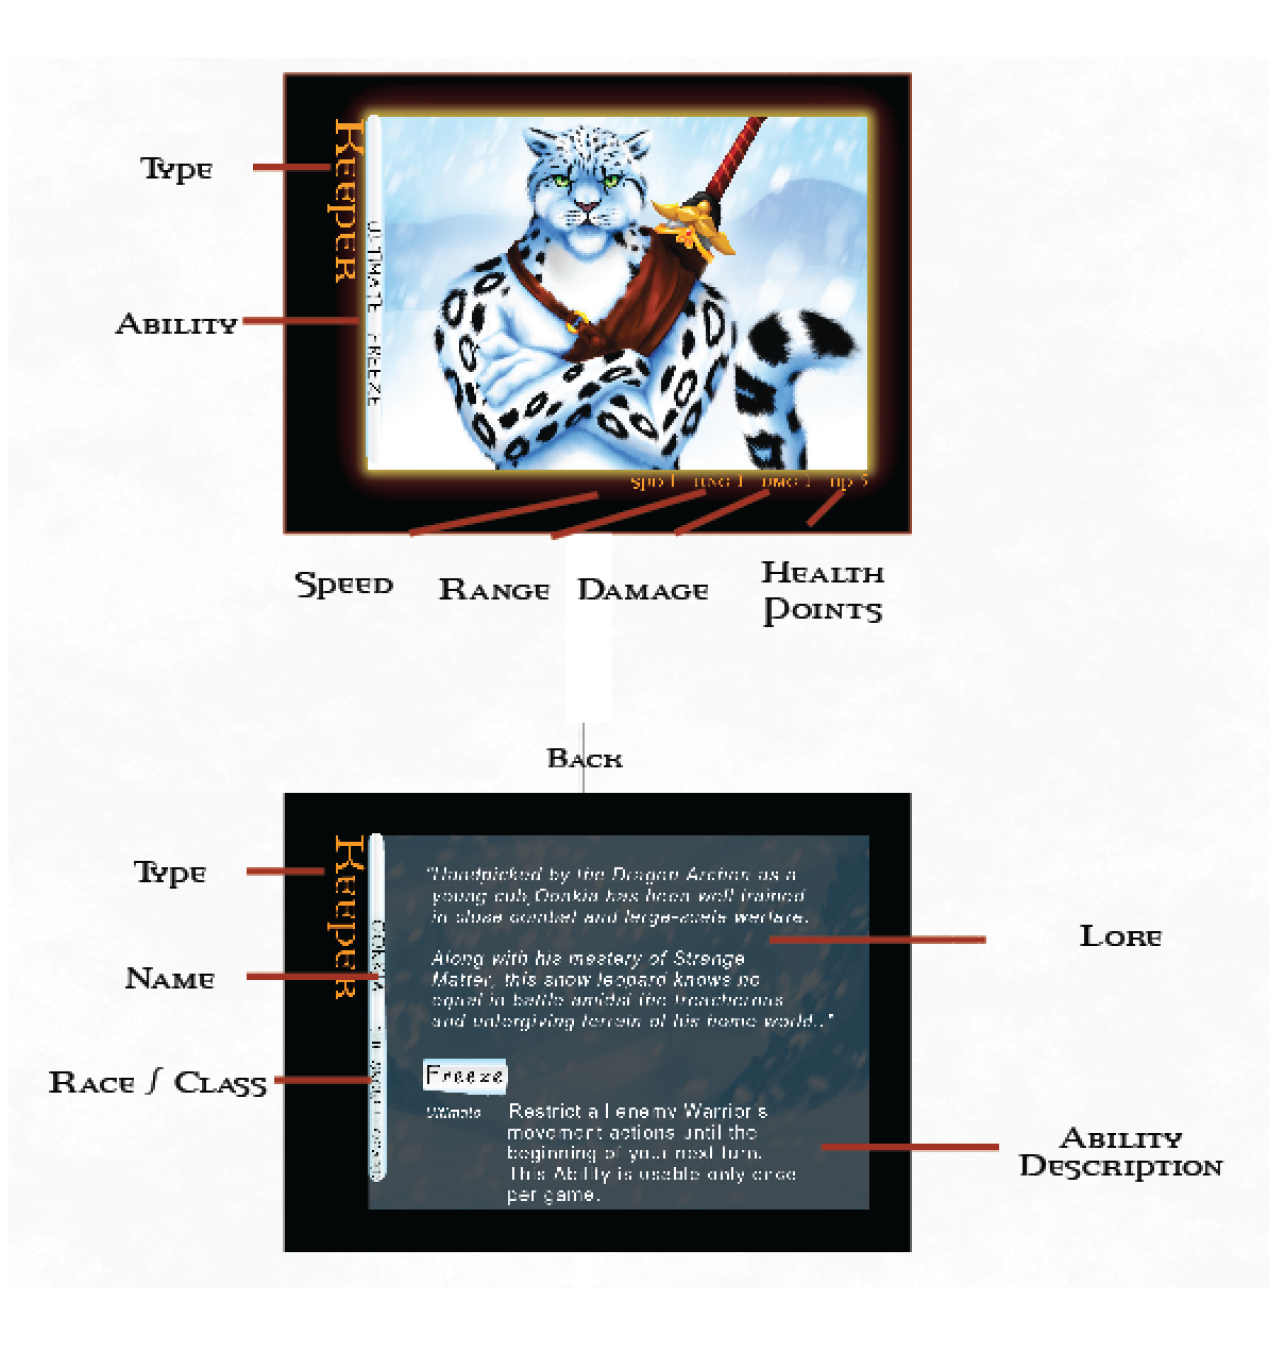 Type
Keeper
Ability
ULTIMATE FREEZE
SPD 1 RNG 1 DMG 1 HP 5
Speed
Range
Damage
Health
Points
Back
Type
Keeper
"Handpicked by the Dragon Archon as a
young cub, Oonkia has been well trained
in close combat and large-scale warfare.
Along with his mastery of Strange
Matter, this snow leopard knows no
equal in battle amidst the treacherous
and unforgiving terrain of his home world.."
Lore
Name
Race / Class
Freeze
Ultimate
Restrict all enemy Warrior's
movement actions until the
beginning of your next turn.
This Ability is usable only once
per game.
Ability
Description